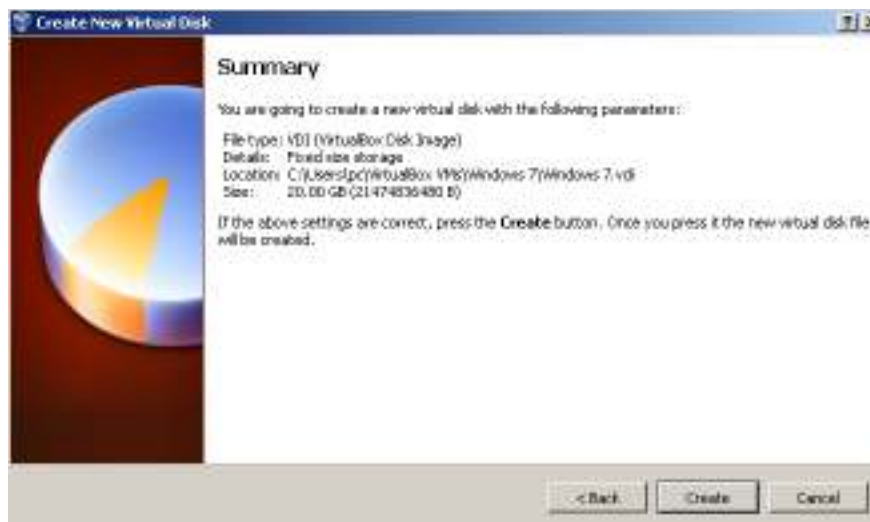 Create New Virtual Disk
Summary
You are going to create a new virtual disk with the following parameters:
File type: VDI (VirtualBox Disk Image)
Details: Fixed size storage
Location: C:\Users\pc\VirtualBox VMs\Windows 7\Windows 7.vdi
Size: 20.00 GB (21474836480 B)
If the above settings are correct, press the Create button. Once you press it the new virtual disk file
will be created.
< Back
Create
Cancel